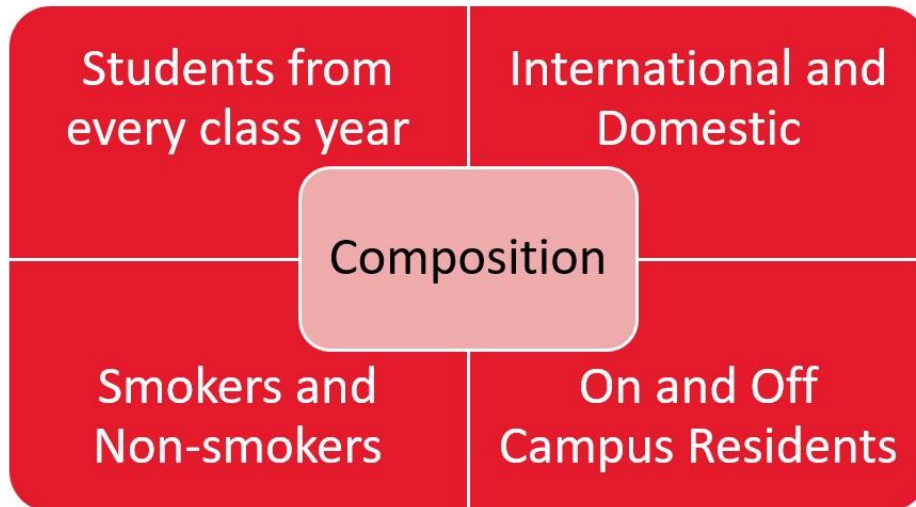 Students from
every class year
International and
Domestic
Composition
Smokers and
Non-smokers
On and Off
Campus Residents